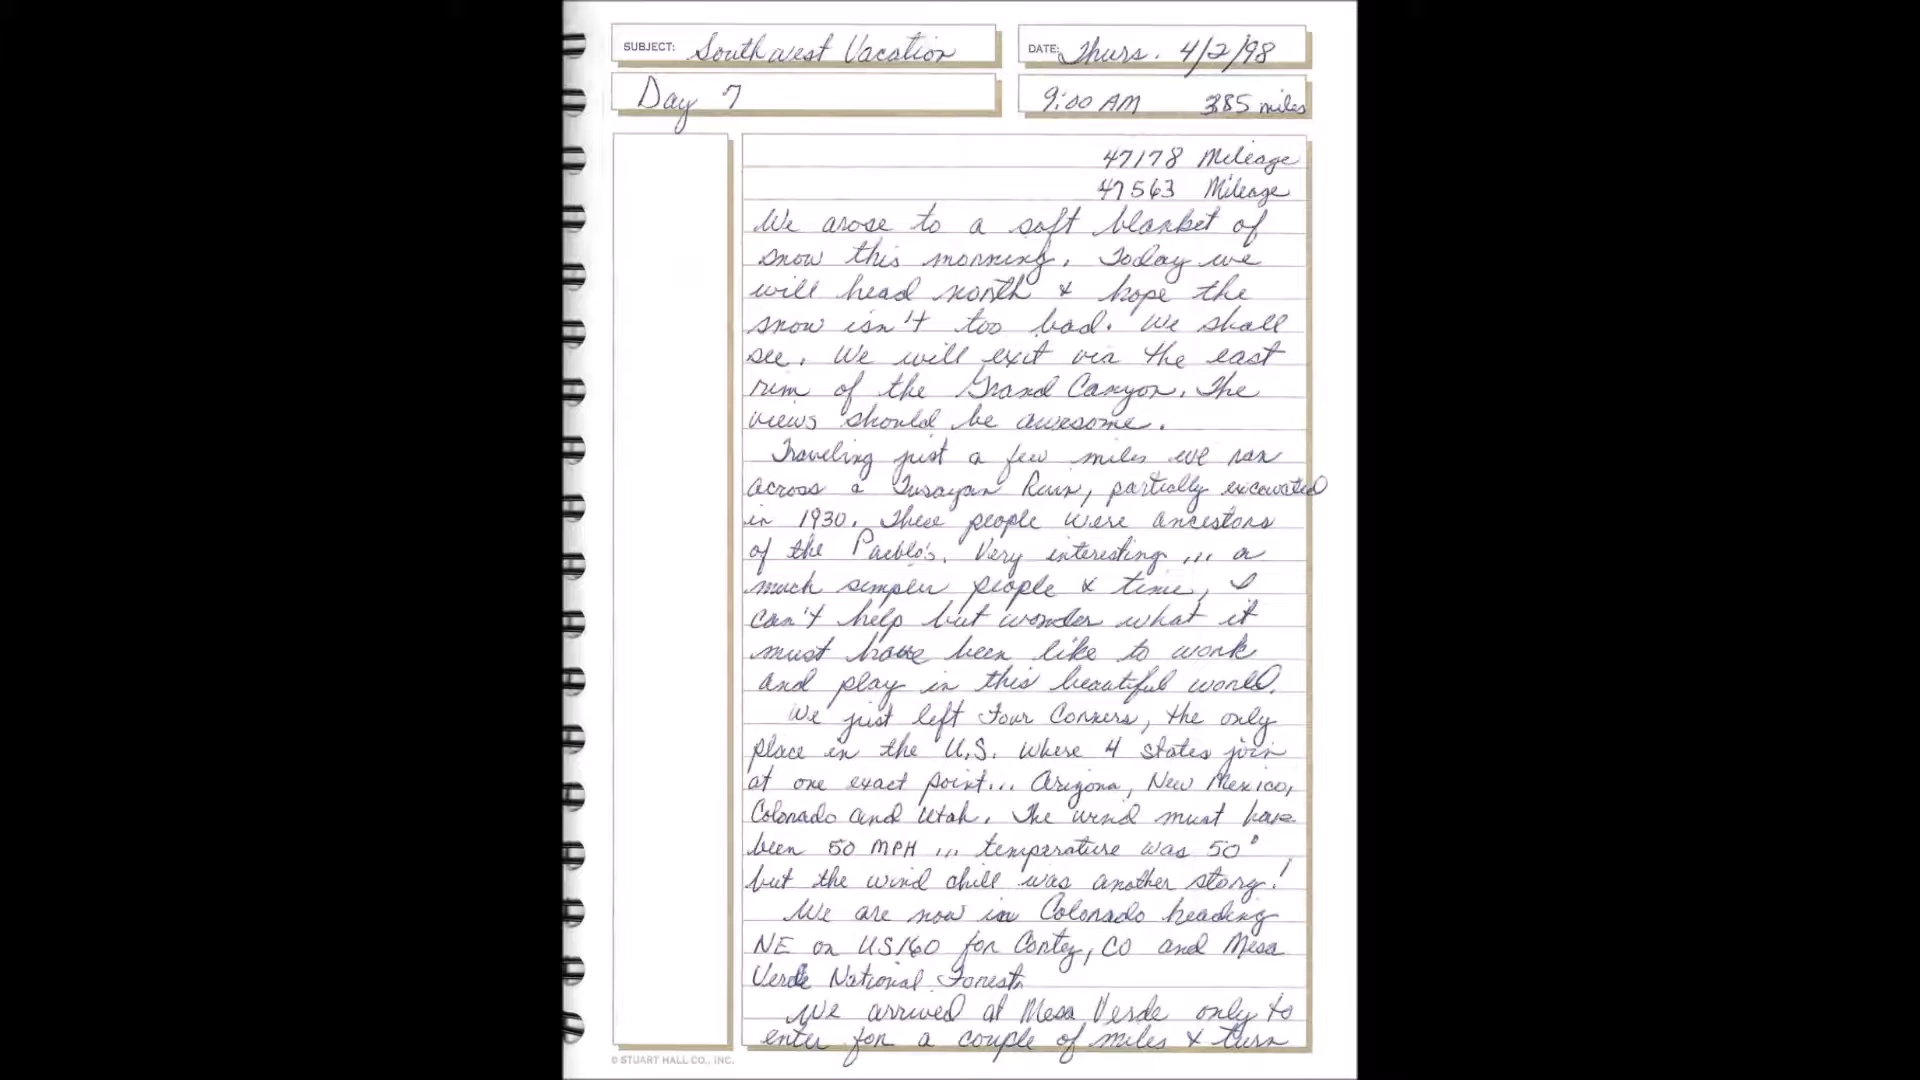 SUBJECT: Southwest Vacation
DATE: Thurs. 4/2/98
Day 7
9:00 AM 385 miles
47178 Mileage
47563 Mileage
We arose to a soft blanket of
snow this morning. Today we
will head north & hope the
snow isn't too bad. We shall
see. We will exit via the east
rim of the Grand Canyon. The
views should be awesome.
Traveling just a few miles we ran
across a Tusayan Ruin, partially excavated
in 1930. These people were ancestors
of the Pueblo's. Very interesting ... a
much simpler people & time, I
can't help but wonder what it
must have been like to work
and play in this beautiful world.
We just left Four Corners, the only
place in the U.S. where 4 states join
at one exact point... Arizona, New Mexico,
Colorado and Utah. The wind must have
been 50 MPH ... temperature was 50°
but the wind chill was another story!
We are now in Colorado heading
NE on US160 for Cortez, CO and Mesa
Verde National Forest.
We arrived at Mesa Verde only to
enter for a couple of miles & turn
© STUART HALL CO., INC.